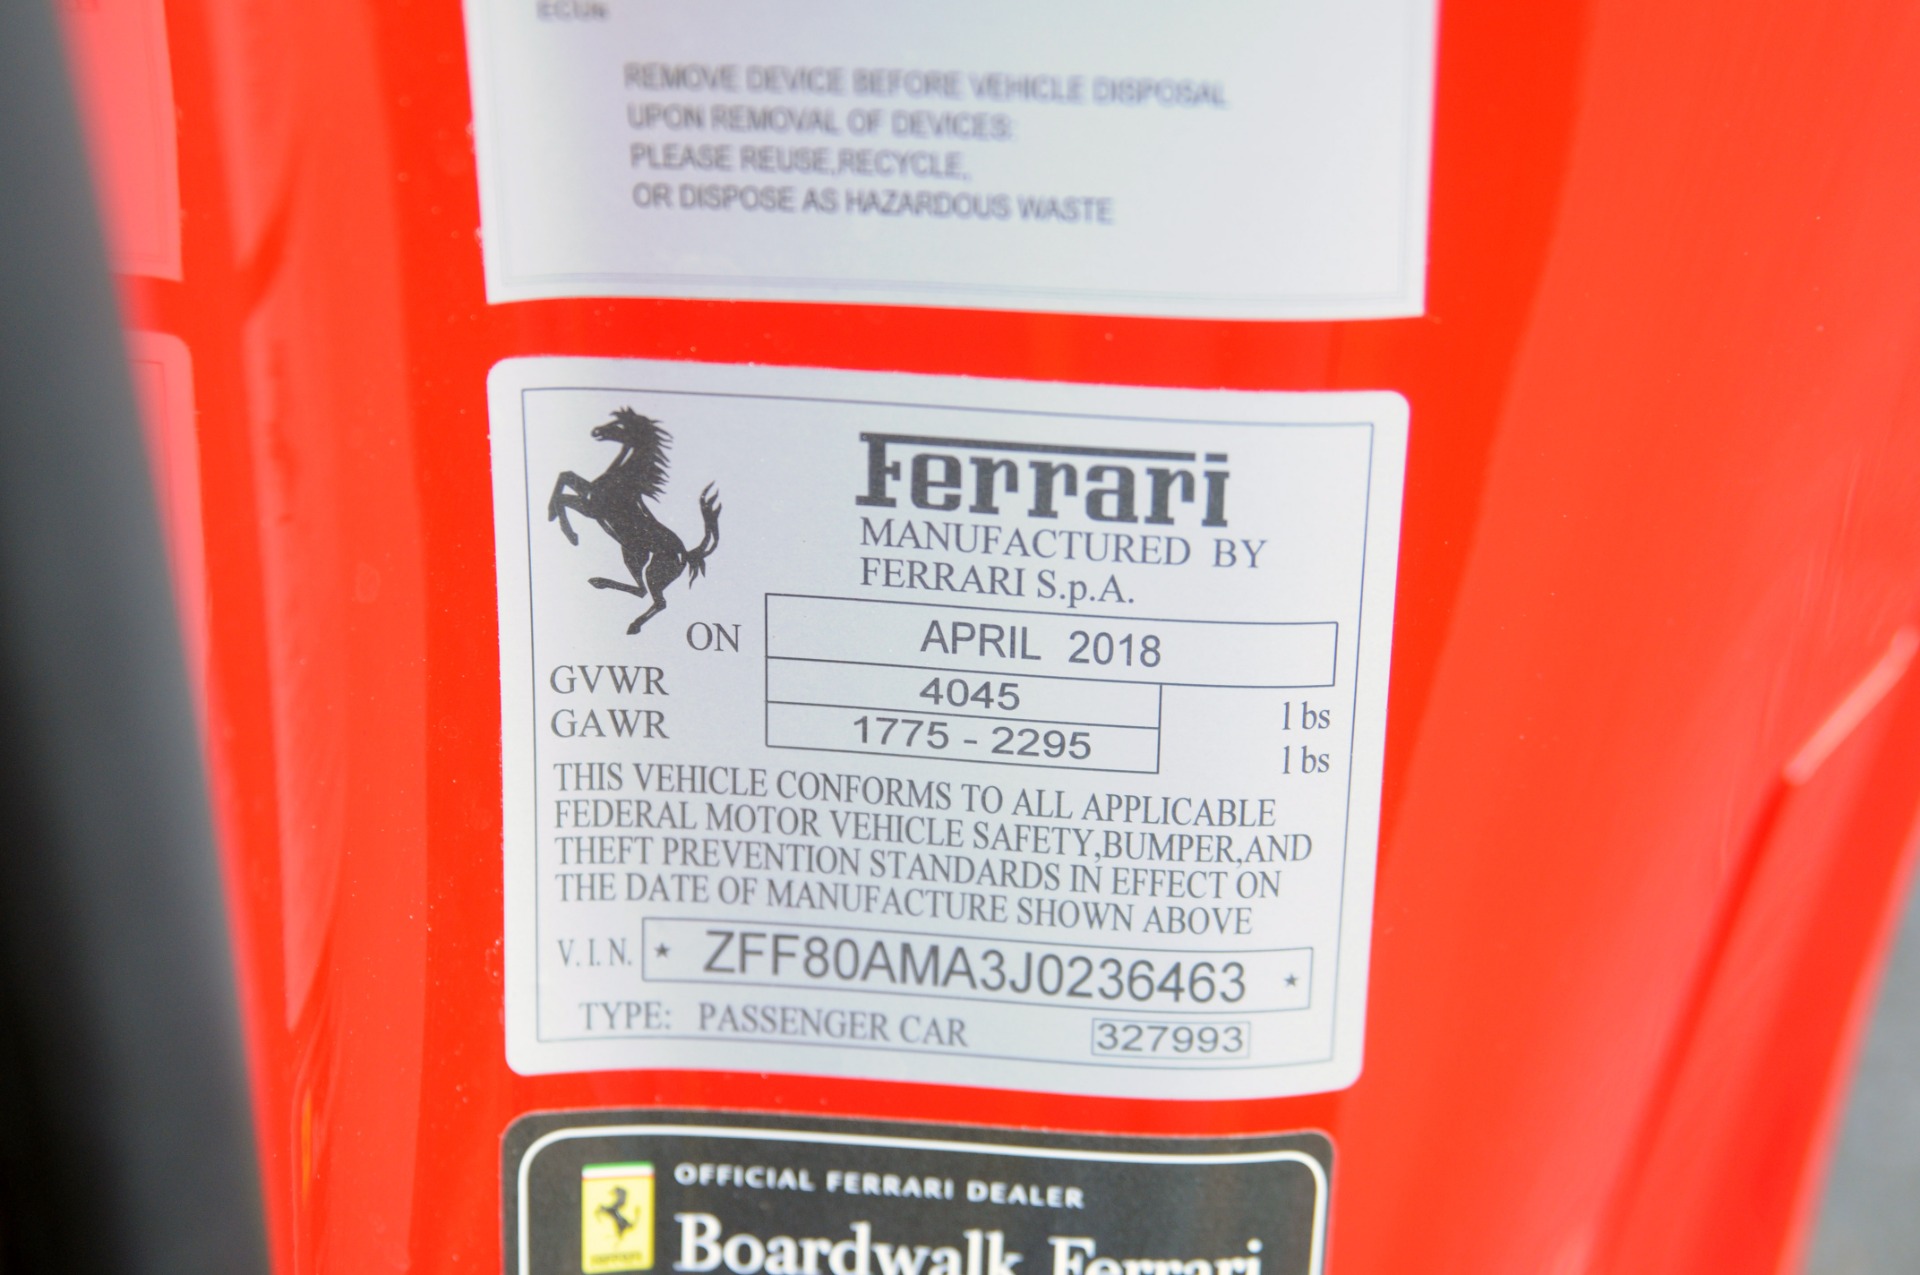 REMOVE DEVICE BEFORE VEHICLE DISPOSAL
UPON REMOVAL OF DEVICES:
PLEASE REUSE,RECYCLE,
OR DISPOSE AS HAZARDOUS WASTE
Ferrari
MANUFACTURED BY
FERRARI S.p.A.
ON APRIL 2018
GVWR 4045 lbs
GAWR 1775 - 2295 lbs
THIS VEHICLE CONFORMS TO ALL APPLICABLE
FEDERAL MOTOR VEHICLE SAFETY,BUMPER,AND
THEFT PREVENTION STANDARDS IN EFFECT ON
THE DATE OF MANUFACTURE SHOWN ABOVE
V.I.N. * ZFF80AMA3J0236463 *
TYPE: PASSENGER CAR 327993
OFFICIAL FERRARI DEALER
Boardwalk Ferrari